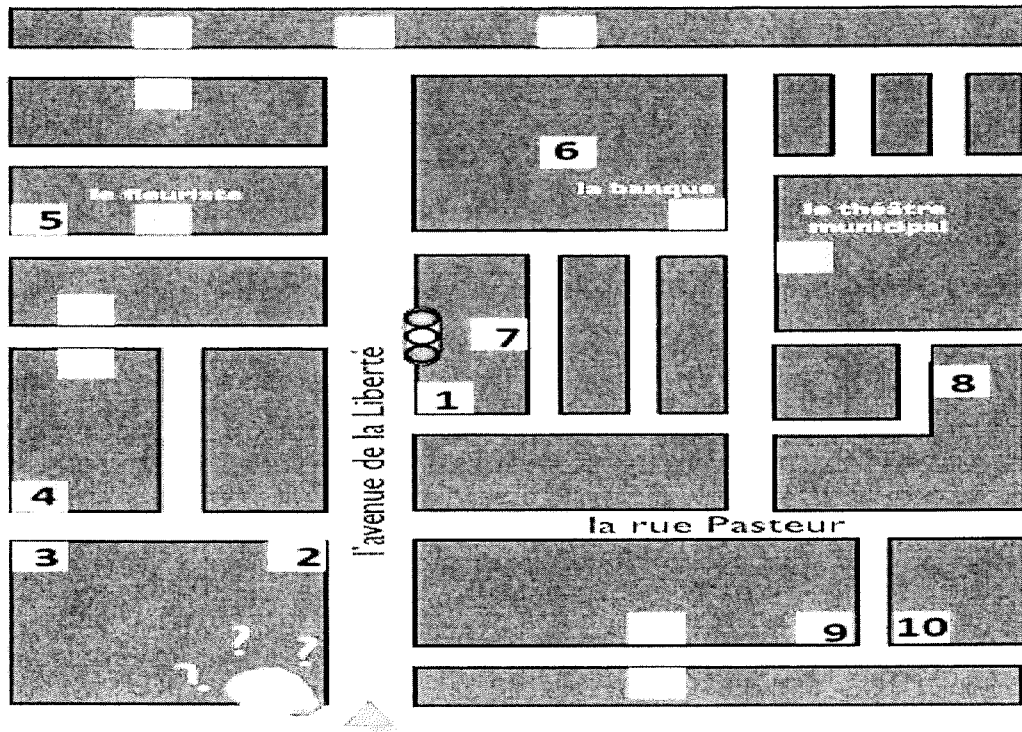 6
la banque
le fleuriste
5
le théâtre
municipal
7
1
l'avenue de la Liberté
8
4
la rue Pasteur
3
2
? ? ?
9
10